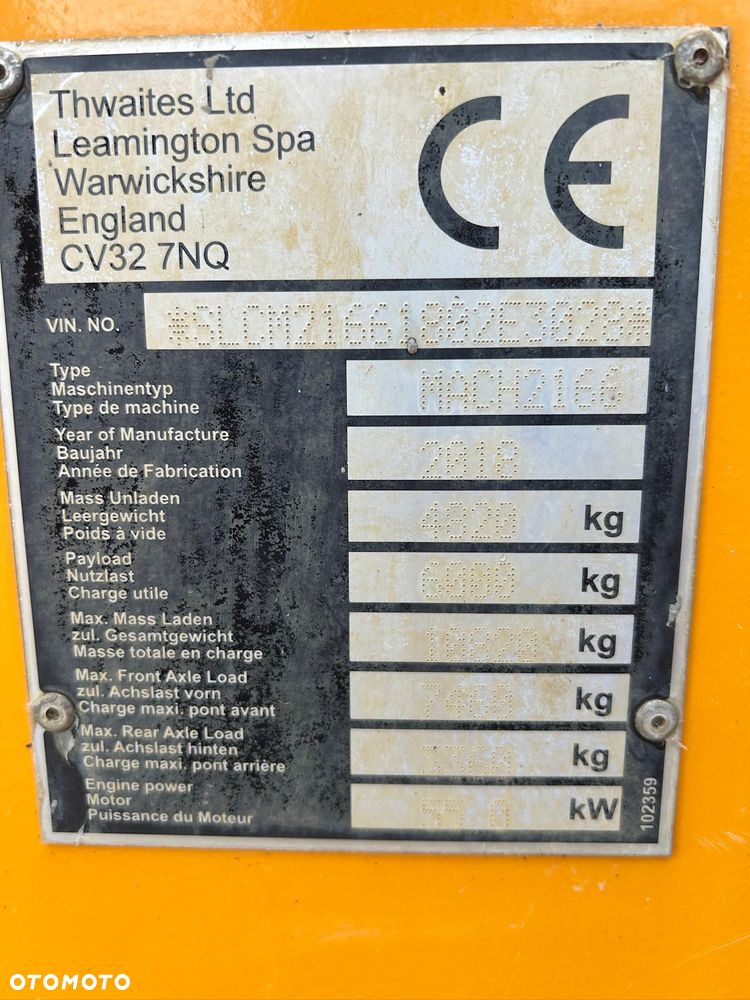 Thwaites Ltd
Leamington Spa
Warwickshire
England
CV32 7NQ
CE
VIN. NO. *SLCM21661802E3628*
Type
Maschinentyp
Type de machine
MACH2166
Year of Manufacture
Baujahr
Année de Fabrication
2018
Mass Unladen
Leergewicht
Poids à vide
4820 kg
Payload
Nutzlast
Charge utile
6000 kg
Max. Mass Laden
zul. Gesamtgewicht
Masse totale en charge
10820 kg
Max. Front Axle Load
zul. Achslast vorn
Charge maxi. pont avant
7460 kg
Max. Rear Axle Load
zul. Achslast hinten
Charge maxi. pont arrière
3360 kg
Engine power
Motor
Puissance du Moteur
55.0 kW
102359
OTOMOTO